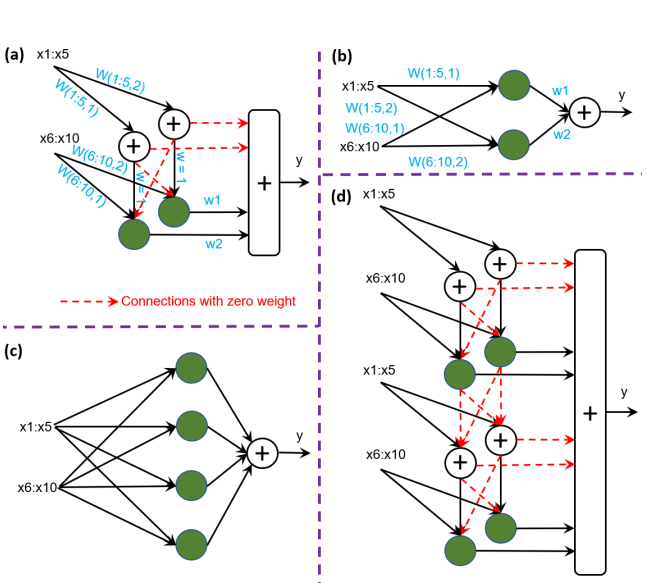 (a)
x1:x5
W(1:5,2)
W(1:5,1)
+
+
x6:x10
W(6:10,2)
W(6:10,1)
w = 1
w = 1
+
y
w1
w2
Connections with zero weight
(b)
x1:x5
W(1:5,1)
W(1:5,2)
W(6:10,1)
x6:x10
W(6:10,2)
w1
w2
+
y
(c)
x1:x5
x6:x10
+
y
(d)
x1:x5
+
+
x6:x10
x1:x5
+
y
+
+
x6:x10